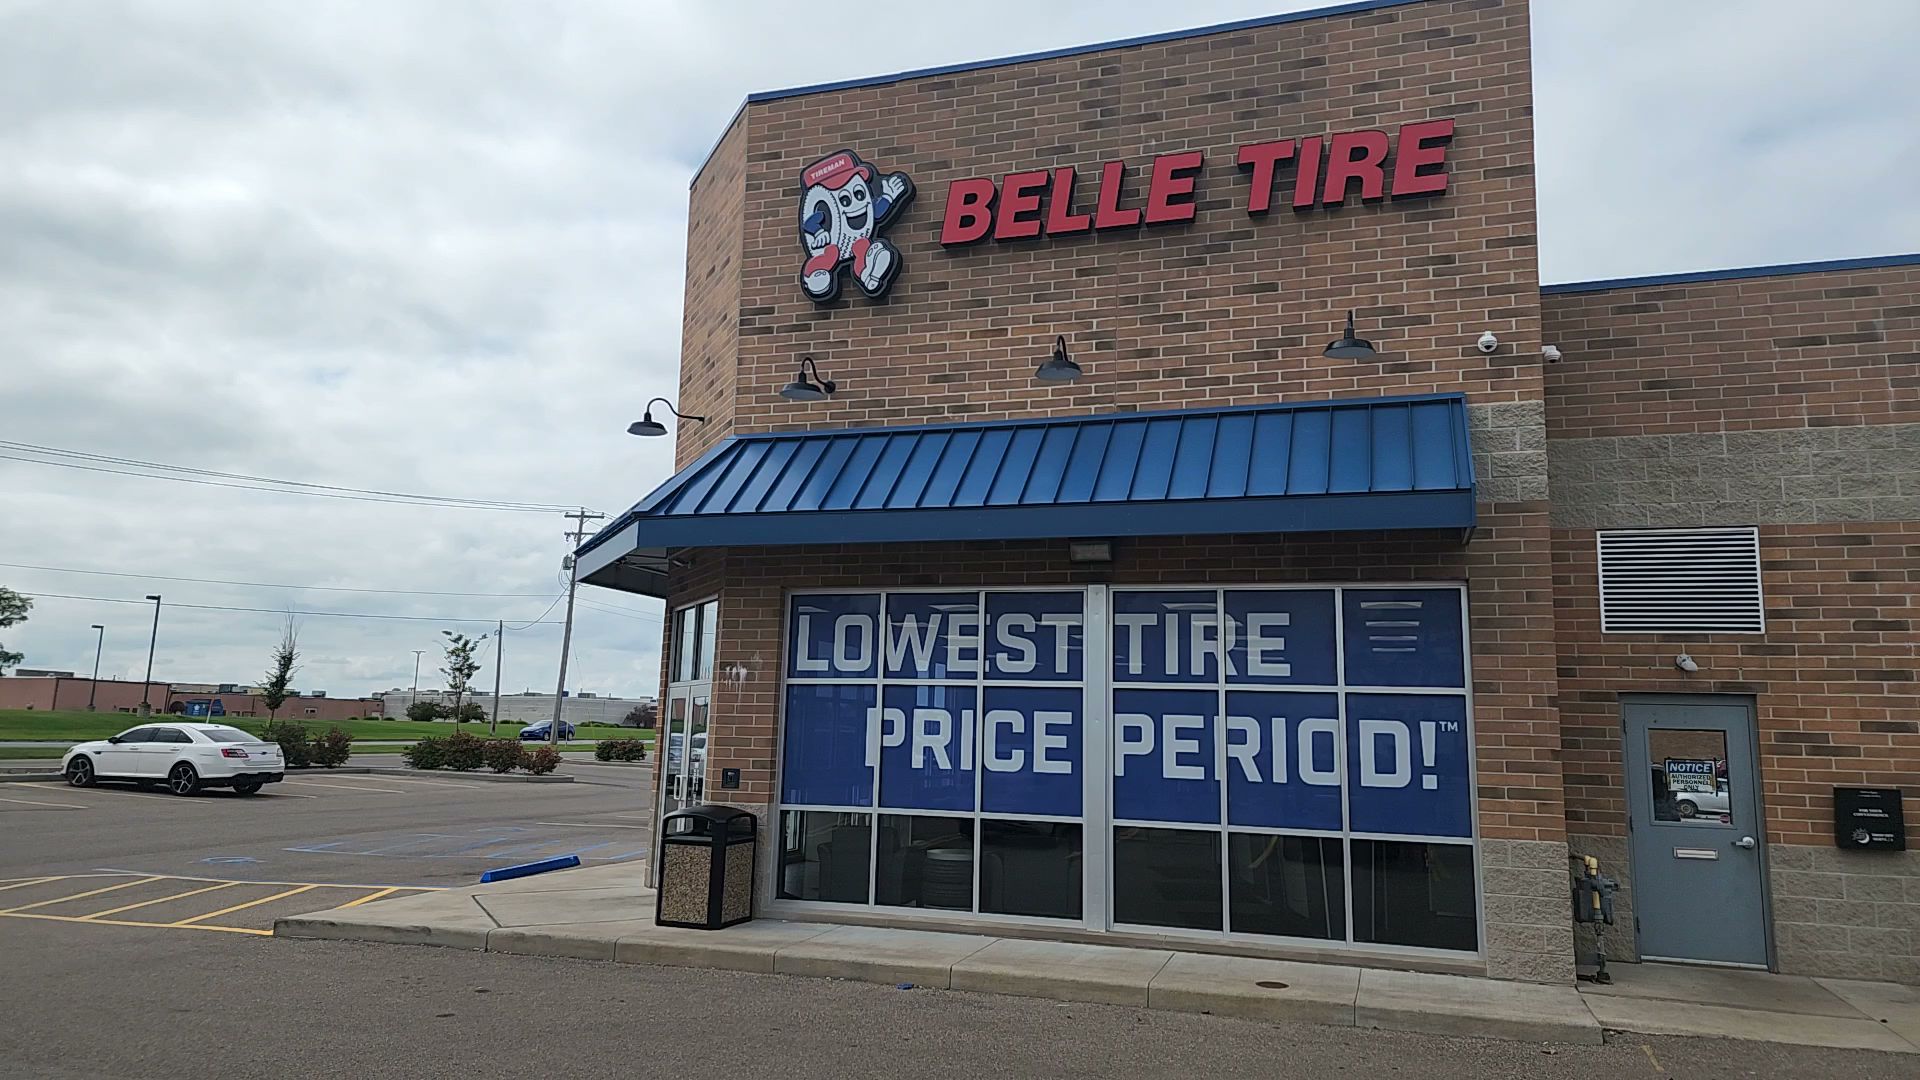 TIREMAN
BELLE TIRE
LOWEST TIRE
PRICE PERIOD!™
NOTICE
AUTHORIZED
PERSONNEL
ONLY